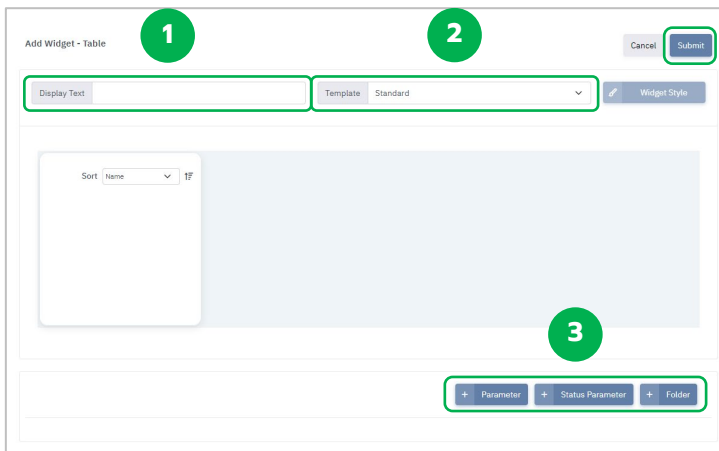 1
2
Add Widget - Table
Cancel
Submit
Display Text
Template Standard
Widget Style
Sort Name
3
+ Parameter
+ Status Parameter
+ Folder